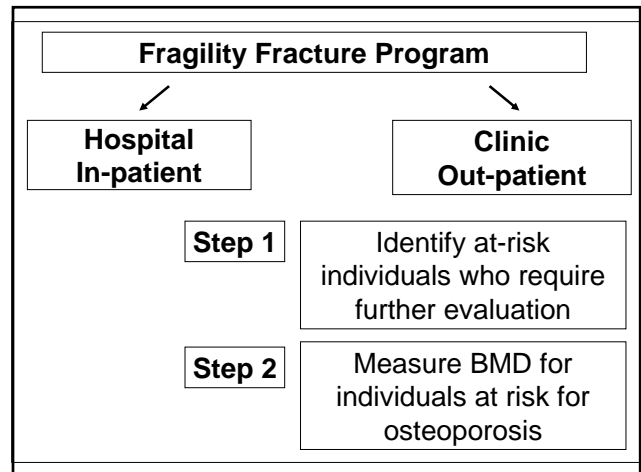 Fragility Fracture Program
Hospital
In-patient
Clinic
Out-patient
Step 1
Identify at-risk
individuals who require
further evaluation
Step 2
Measure BMD for
individuals at risk for
osteoporosis